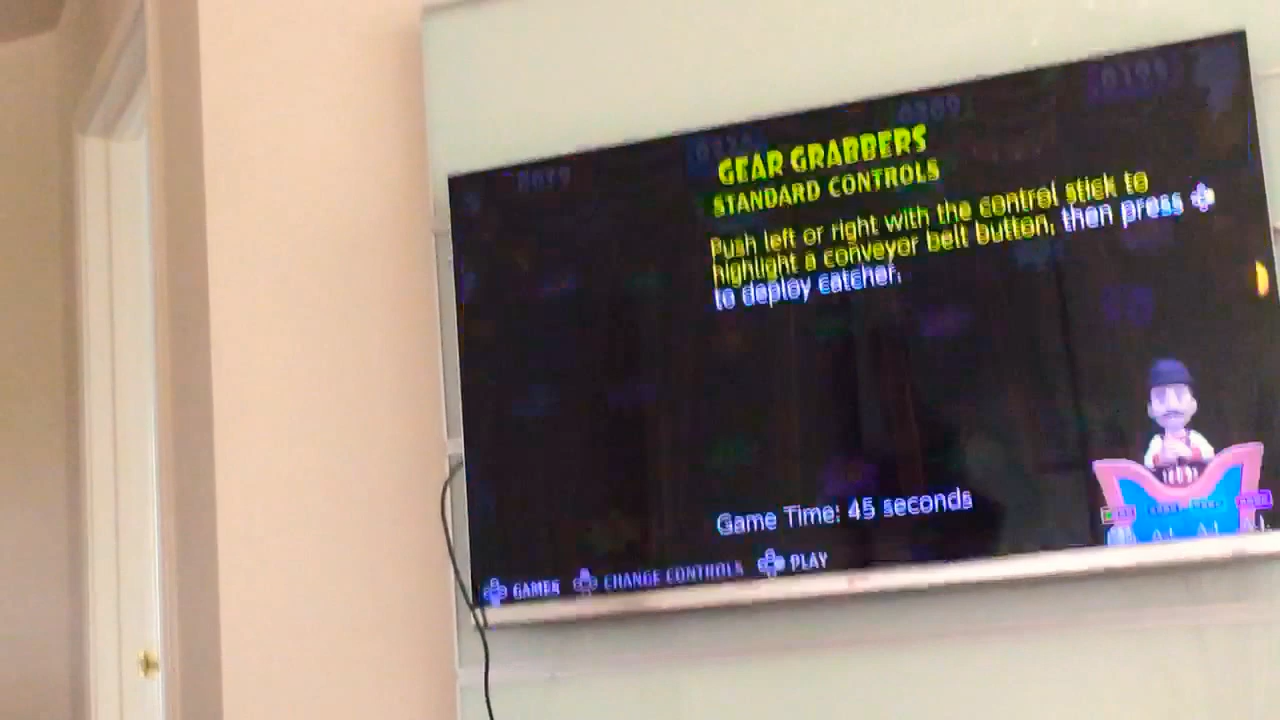 GEAR GRABBERS
STANDARD CONTROLS
Push left or right with the control stick to
highlight a conveyor belt button, then press
to deploy catcher.
Game Time: 45 seconds
GAMES CHANGE CONTROLS PLAY